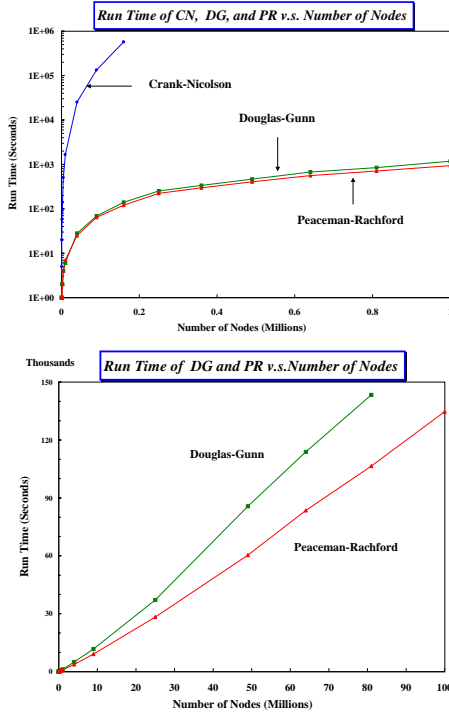 Run Time of CN, DG, and PR v.s. Number of Nodes
1E+06
1E+05
1E+04
1E+03
1E+02
1E+01
1E+00
Run Time (Seconds)
Crank-Nicolson
Douglas-Gunn
Peaceman-Rachford
0
0.2
0.4
0.6
0.8
Number of Nodes (Millions)
Thousands
Run Time of DG and PR v.s.Number of Nodes
150
120
90
60
30
0
Run Time (Seconds)
Douglas-Gunn
Peaceman-Rachford
0
10
20
30
40
50
60
70
80
90
100
Number of Nodes (Millions)